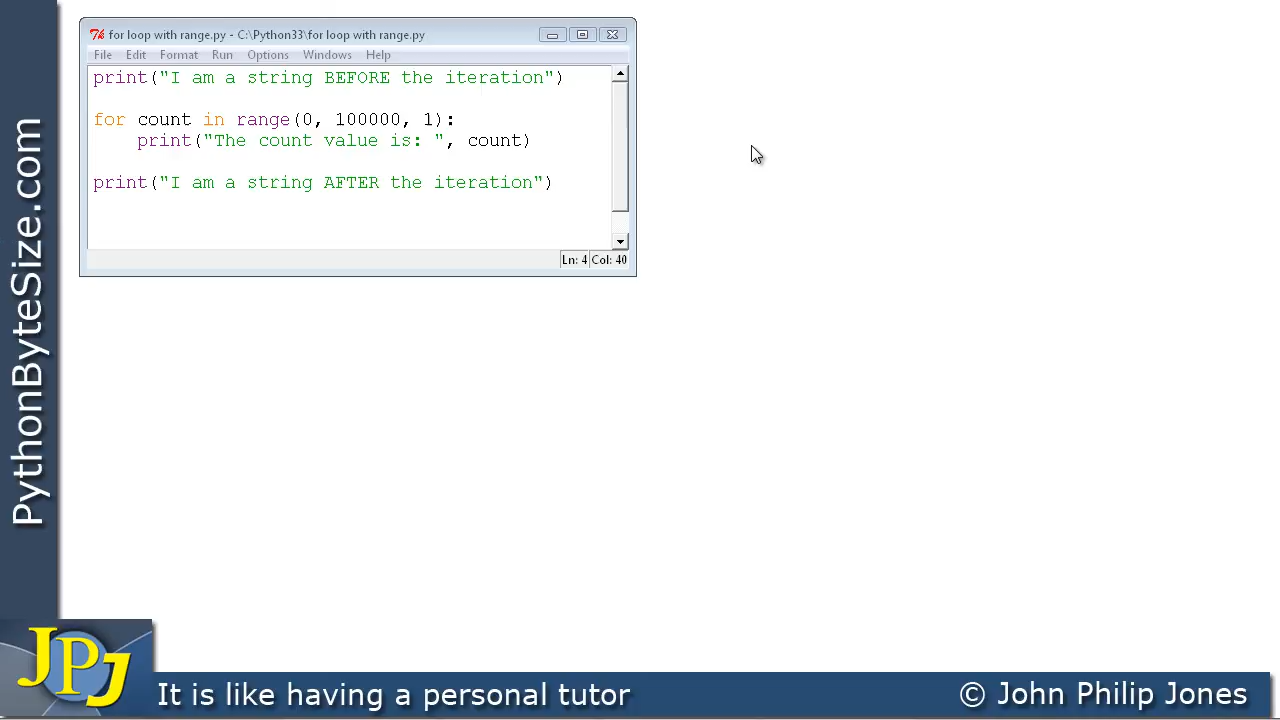 for loop with range.py - C:\Python33\for loop with range.py
File Edit Format Run Options Windows Help
print("I am a string BEFORE the iteration")
for count in range(0, 100000, 1):
    print("The count value is: ", count)
print("I am a string AFTER the iteration")
Ln: 4 Col: 40
PythonByteSize.com
JPJ
It is like having a personal tutor
© John Philip Jones